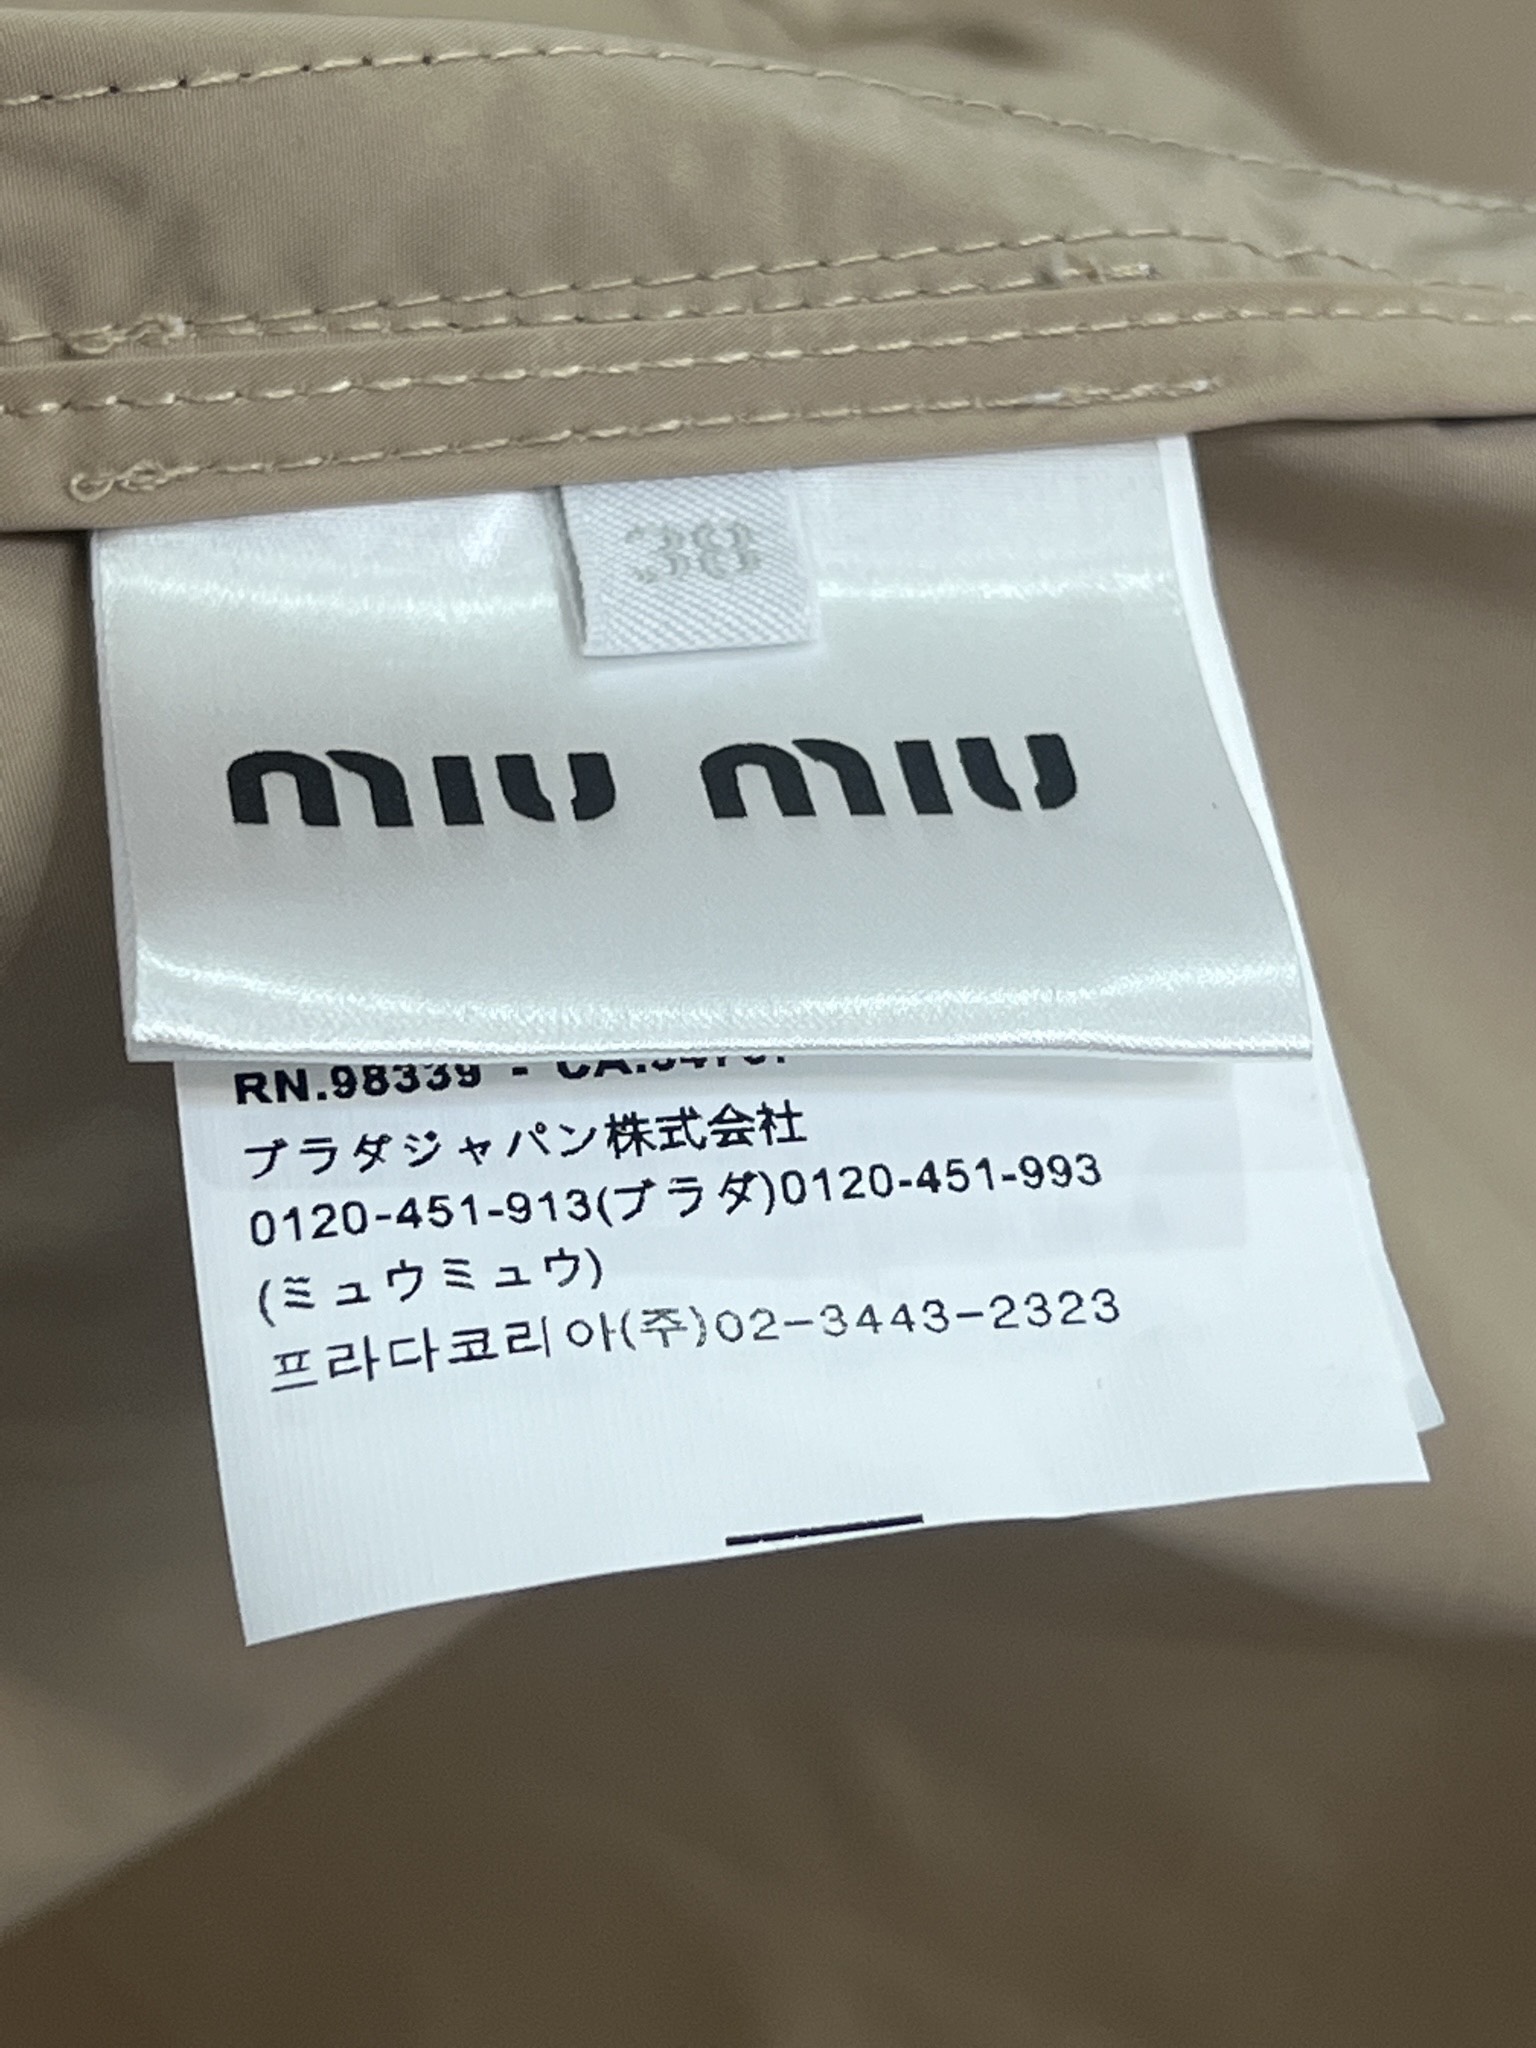 38
miu miu
RN.98339 -
プラダジャパン株式会社
0120-451-913(プラダ)0120-451-993
(ミュウミュウ)
프라다코리아(주)02-3443-2323